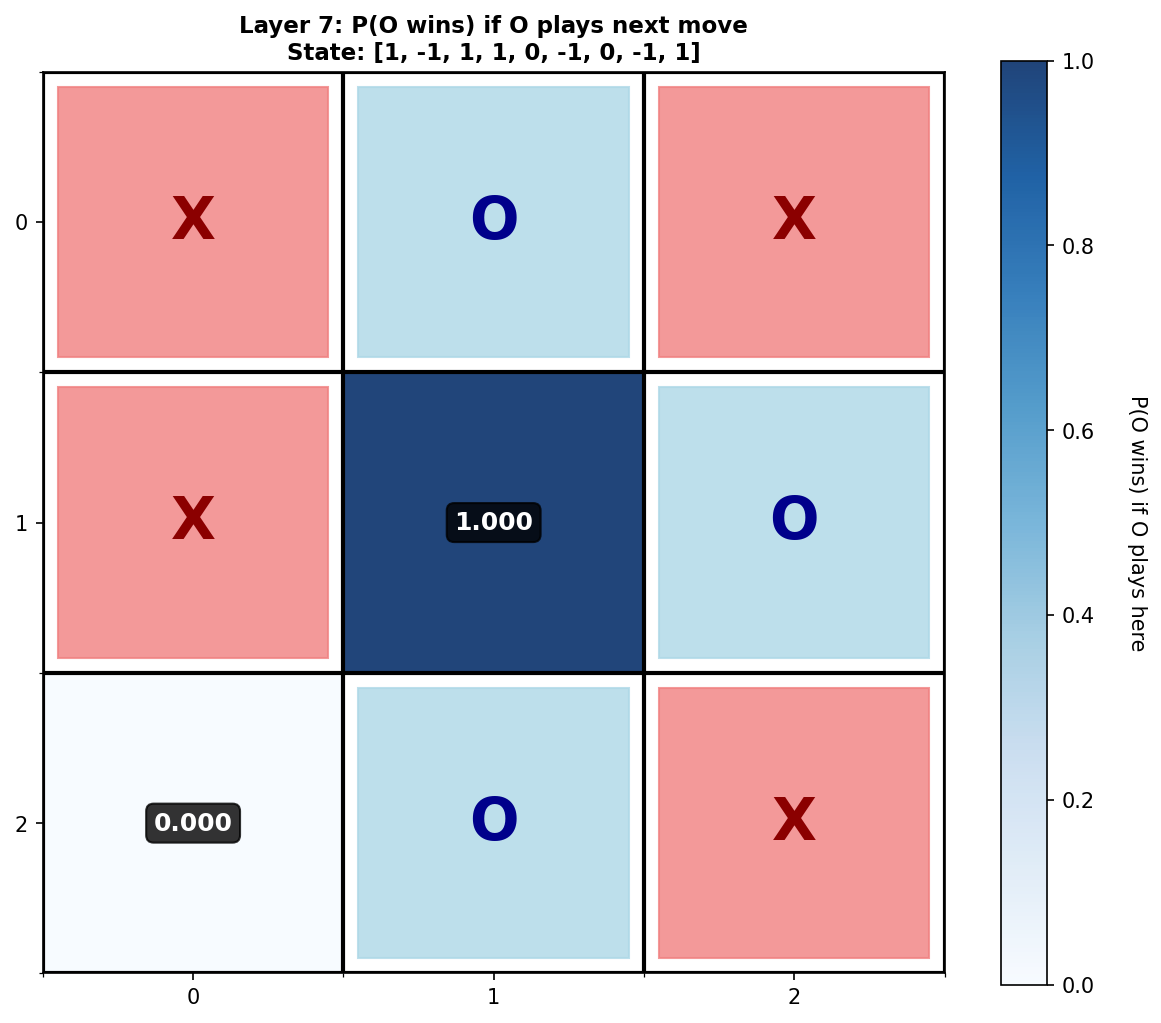 Layer 7: P(O wins) if O plays next move
State: [1, -1, 1, 1, 0, -1, 0, -1, 1]
X O X
X 1.000 O
0.000 O X
0
1
2
0 1 2
1.0
0.8
0.6
0.4
0.2
0.0
P(O wins) if O plays here